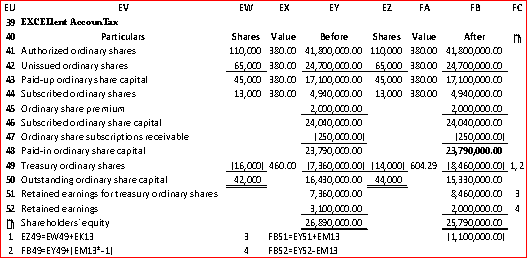 EU EV EW EX EY EZ FA FB FC
39 EXCELlent AccounTax
40 Particulars Shares Value Before Shares Value After
41 Authorized ordinary shares 110,000 380.00 41,800,000.00 110,000 380.00 41,800,000.00
42 Unissued ordinary shares 65,000 380.00 24,700,000.00 65,000 380.00 24,700,000.00
43 Paid-up ordinary share capital 45,000 380.00 17,100,000.00 45,000 380.00 17,100,000.00
44 Subscribed ordinary shares 13,000 380.00 4,940,000.00 13,000 380.00 4,940,000.00
45 Ordinary share premium 2,000,000.00 2,000,000.00
46 Subscribed ordinary share capital 24,040,000.00 24,040,000.00
47 Ordinary share subscriptions receivable (250,000.00) (250,000.00)
48 Paid-in ordinary share capital 23,790,000.00 23,790,000.00
49 Treasury ordinary shares (16,000) 460.00 (7,360,000.00) (14,000) 604.29 (8,460,000.00) 1, 2
50 Outstanding ordinary share capital 42,000 16,430,000.00 44,000 15,330,000.00
51 Retained earnings for treasury ordinary shares 7,360,000.00 8,460,000.00 3
52 Retained earnings 3,100,000.00 2,000,000.00 4
Shareholders' equity 26,890,000.00 25,790,000.00
1 EZ49=EW49+EK13 3 FB51=EY51+EM13 (1,100,000.00)
2 FB49=EY49+(EM13*-1) 4 FB52=EY52-EM13